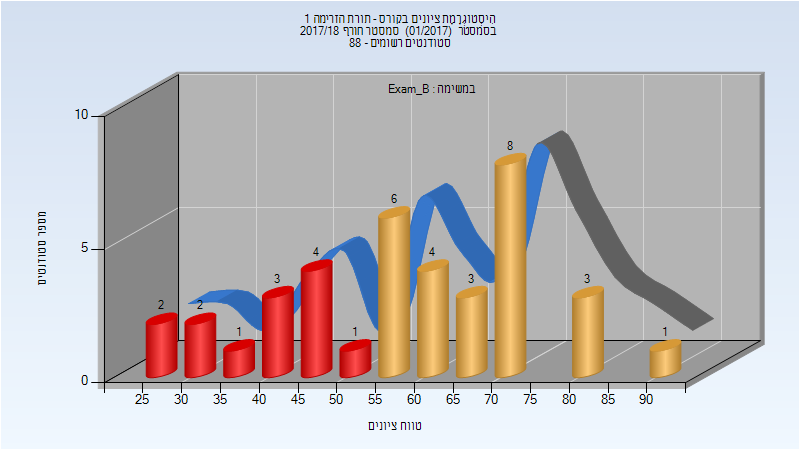 היסטוגרמת ציונים בקורס - תורת הזרימה 1
בסמסטר (01/2017) סמסטר חורף 2017/18
סטודנטים רשומים - 88
במשימה : Exam_B
מספר סטודנטים
10
5
0
2
2
1
3
4
1
6
4
3
8
3
1
25 30 35 40 45 50 55 60 65 70 75 80 85 90
טווח ציונים